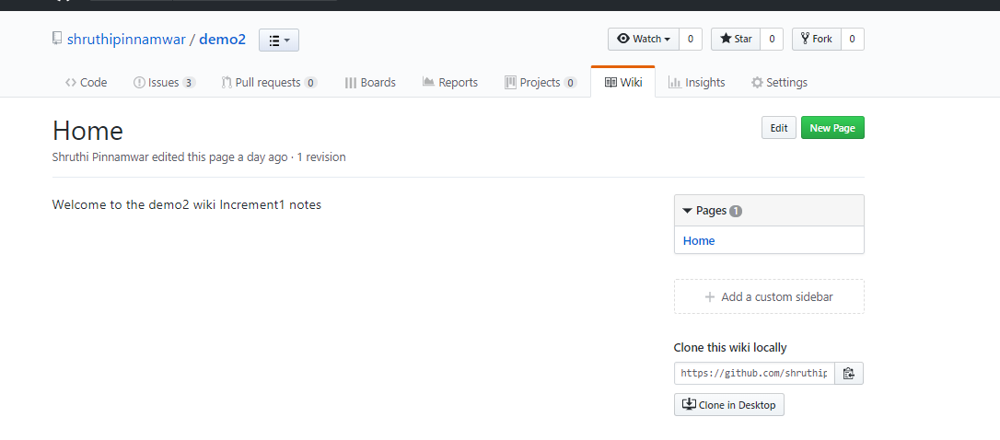 shruthipinnamwar / demo2
Watch 0 Star 0 Fork 0
Code Issues 3 Pull requests 0 Boards Reports Projects 0 Wiki Insights Settings
Home
Edit New Page
Shruthi Pinnamwar edited this page a day ago · 1 revision
Welcome to the demo2 wiki Increment1 notes
Pages 1
Home
+ Add a custom sidebar
Clone this wiki locally
https://github.com/shruthip
Clone in Desktop